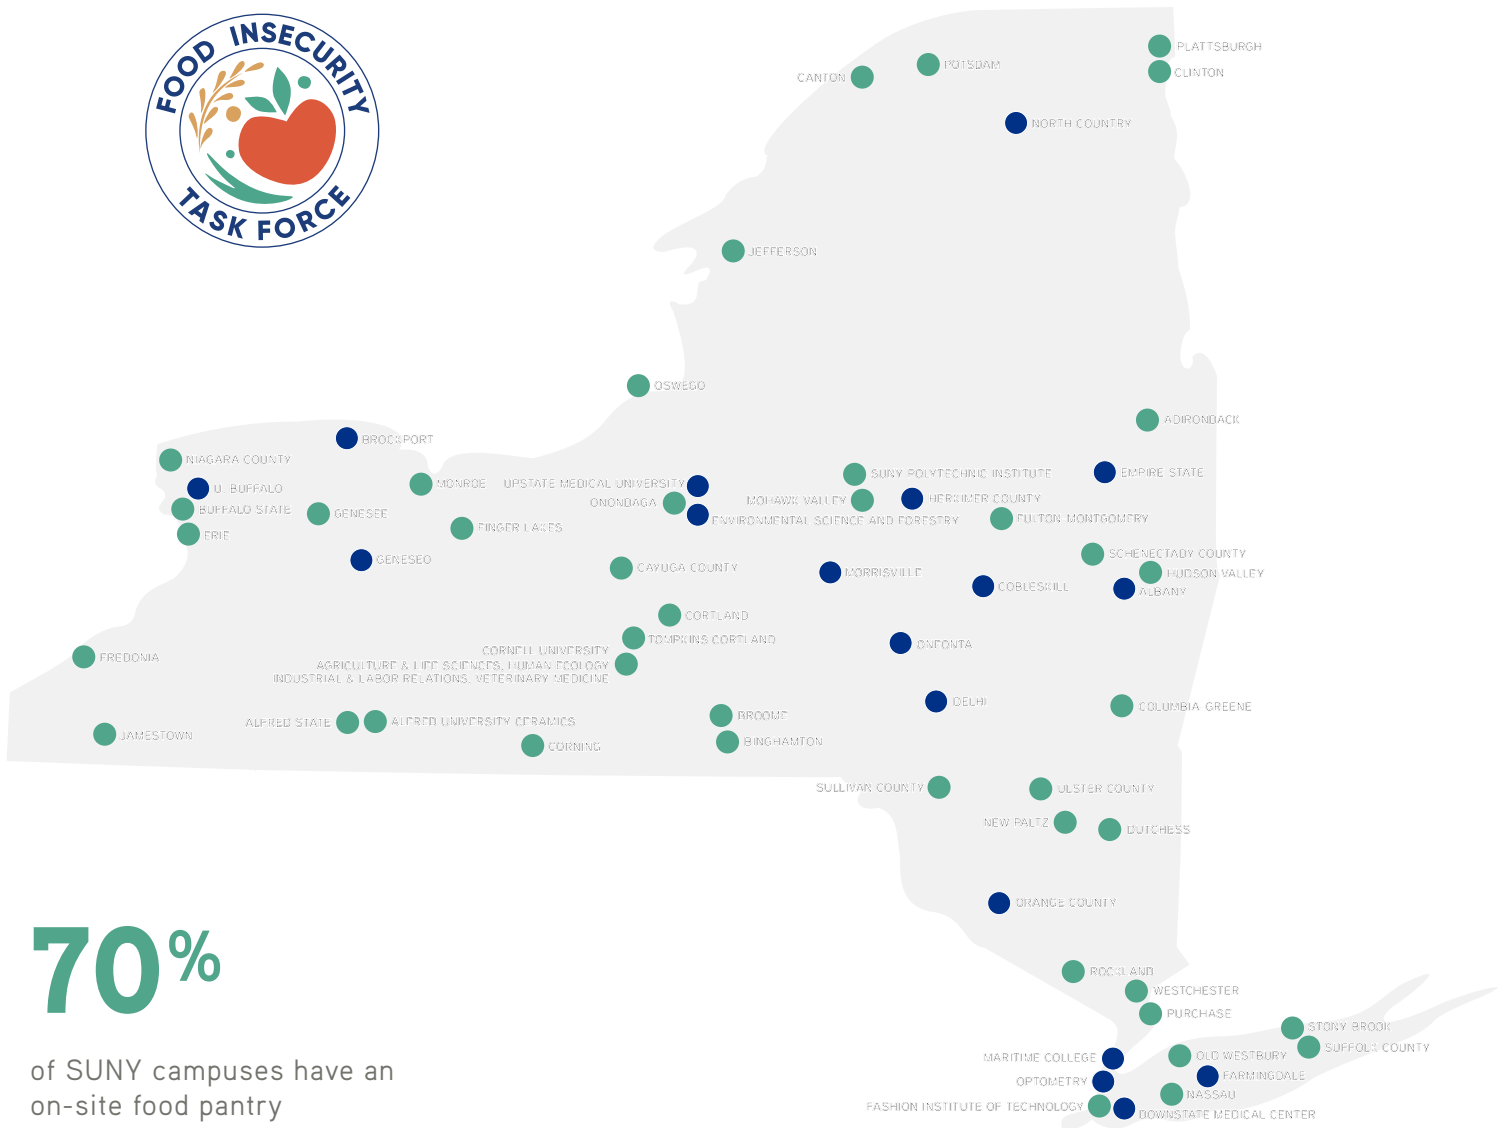 FOOD INSECURITY
TASK FORCE
PLATTSBURGH
CANTON
POTSDAM
CLINTON
NORTH COUNTRY
JEFFERSON
OSWEGO
ADIRONDACK
BROCKPORT
NIAGARA COUNTY
U. BUFFALO
BUFFALO STATE
ERIE
GENESEE
MONROE
UPSTATE MEDICAL UNIVERSITY
ONONDAGA
ENVIRONMENTAL SCIENCE AND FORESTRY
FINGER LAKES
GENESEO
SUNY POLYTECHNIC INSTITUTE
MOHAWK VALLEY
HERKIMER COUNTY
EMPIRE STATE
FULTON-MONTGOMERY
SCHENECTADY COUNTY
HUDSON VALLEY
ALBANY
CAYUGA COUNTY
MORRISVILLE
COBLESKILL
CORTLAND
TOMPKINS CORTLAND
CORNELL UNIVERSITY
AGRICULTURE & LIFE SCIENCES, HUMAN ECOLOGY
INDUSTRIAL & LABOR RELATIONS, VETERINARY MEDICINE
ONEONTA
FREDONIA
JAMESTOWN
ALFRED STATE
ALFRED UNIVERSITY CERAMICS
CORNING
BROOME
BINGHAMTON
DELHI
COLUMBIA-GREENE
SULLIVAN COUNTY
ULSTER COUNTY
NEW PALTZ
DUTCHESS
ORANGE COUNTY
ROCKLAND
WESTCHESTER
PURCHASE
STONY BROOK
SUFFOLK COUNTY
MARITIME COLLEGE
OLD WESTBURY
OPTOMETRY
FARMINGDALE
NASSAU
FASHION INSTITUTE OF TECHNOLOGY
DOWNSTATE MEDICAL CENTER
70%
of SUNY campuses have an
on-site food pantry